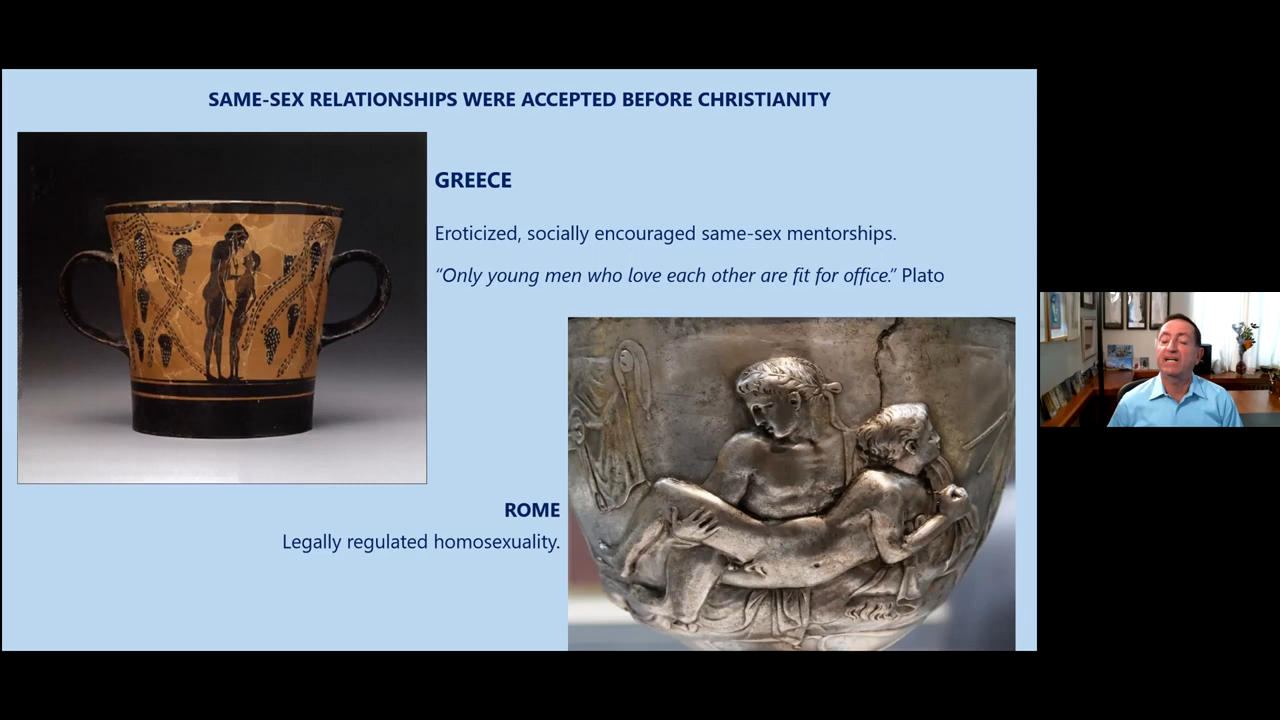 SAME-SEX RELATIONSHIPS WERE ACCEPTED BEFORE CHRISTIANITY
GREECE
Eroticized, socially encouraged same-sex mentorships.
“Only young men who love each other are fit for office.” Plato
ROME
Legally regulated homosexuality.